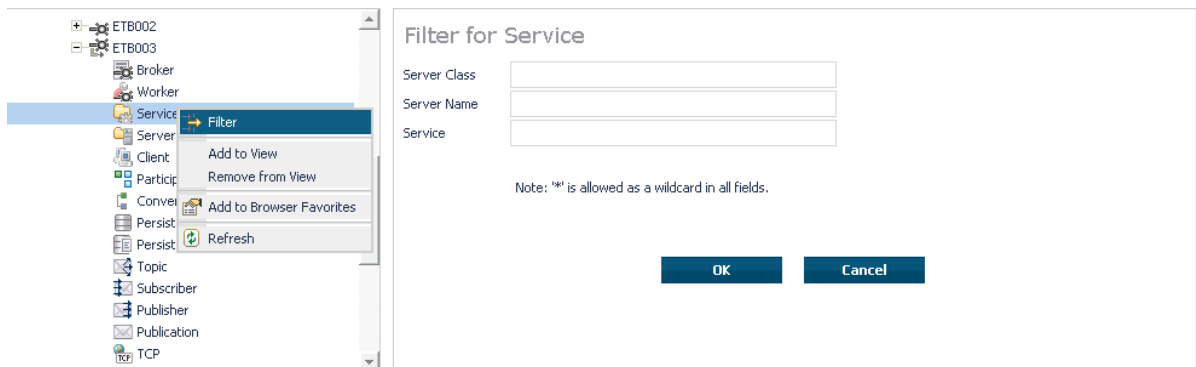 ETB002
ETB003
Broker
Worker
Service
Server
Client
Particip
Conver
Persist
Persist
Topic
Subscriber
Publisher
Publication
TCP
TCP
Filter
Add to View
Remove from View
Add to Browser Favorites
Refresh
Filter for Service
Server Class
Server Name
Service
Note: '*' is allowed as a wildcard in all fields.
OK
Cancel